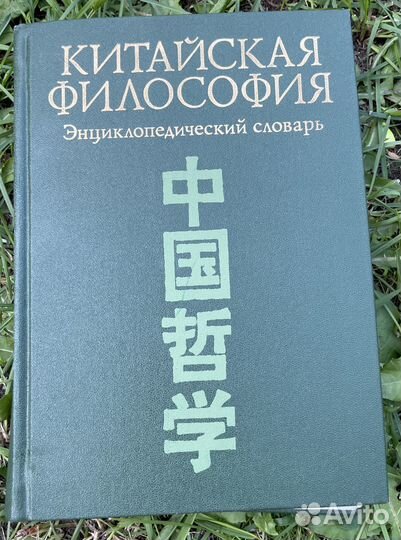 КИТАЙСКАЯ
ФИЛОСОФИЯ
Энциклопедический словарь
中
国
哲
学
Avito